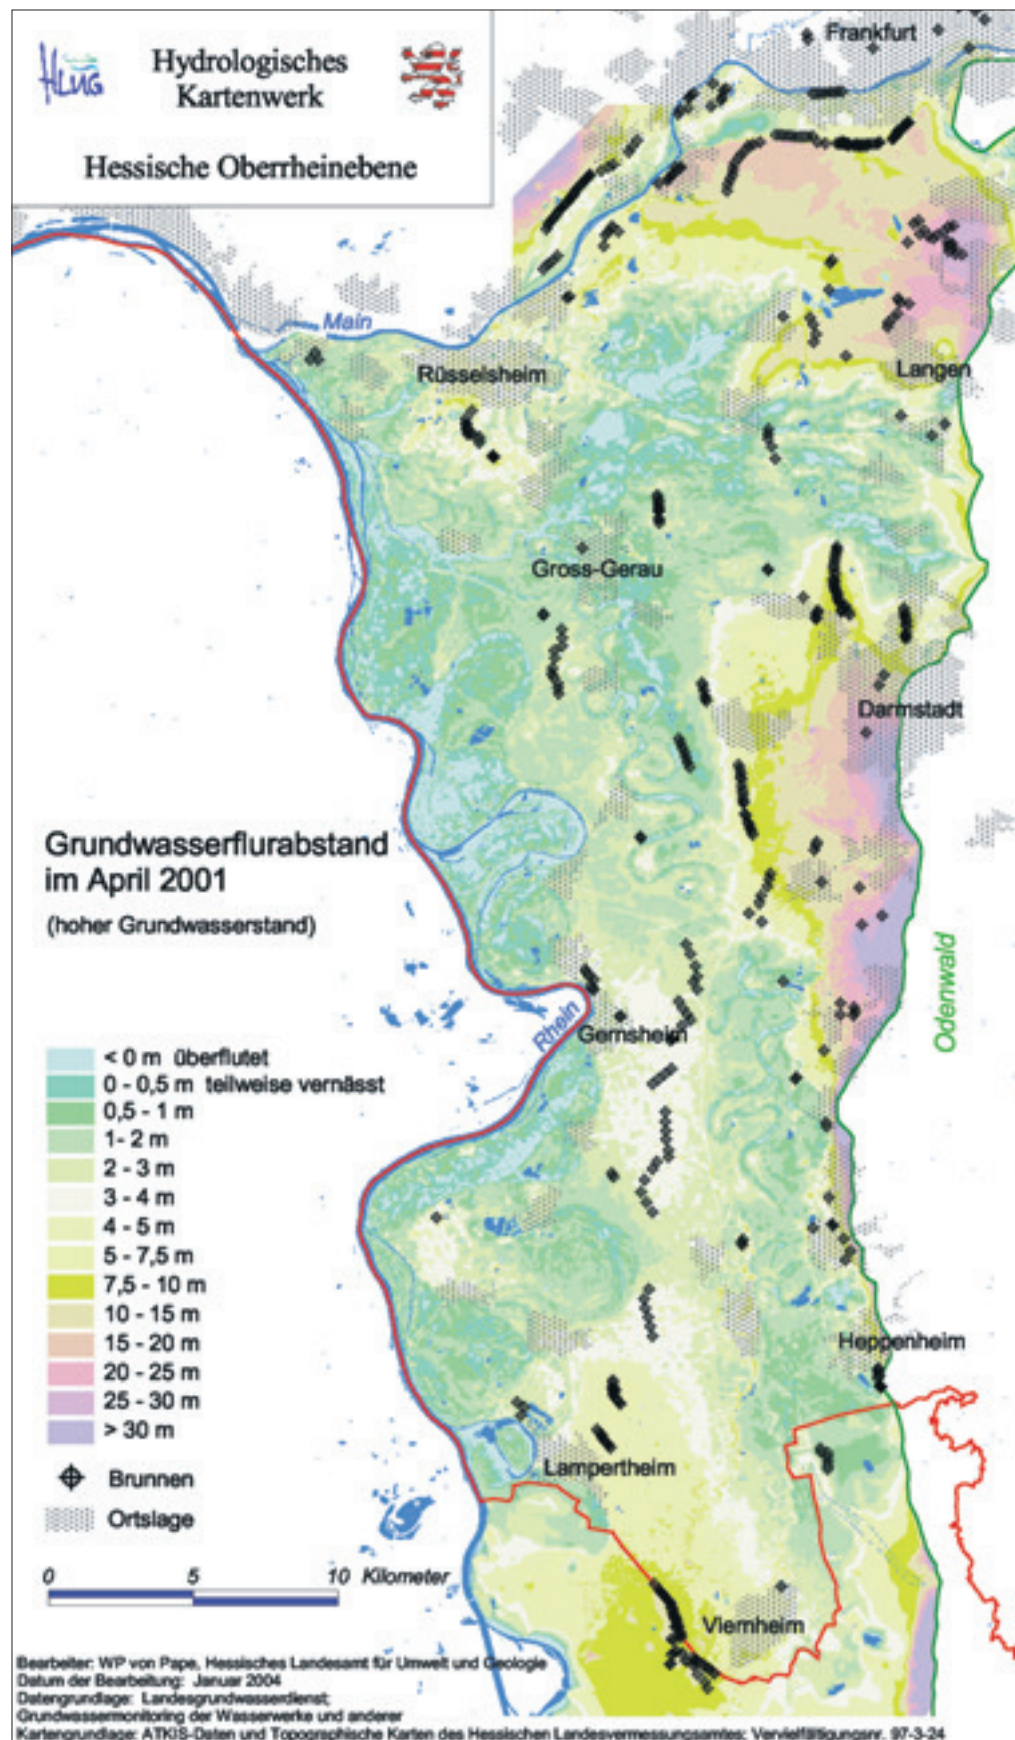 HLUG
Hydrologisches
Kartenwerk
Hessische Oberrheinebene
Frankfurt
Main
Rüsselsheim
Langen
Gross-Gerau
Darmstadt
Grundwasserflurabstand
im April 2001
(hoher Grundwasserstand)
Odenwald
Rhein
Gernsheim
< 0 m überflutet
0 - 0,5 m teilweise vernässt
0,5 - 1 m
1- 2 m
2 - 3 m
3 - 4 m
4 - 5 m
5 - 7,5 m
7,5 - 10 m
10 - 15 m
15 - 20 m
20 - 25 m
25 - 30 m
> 30 m
Heppenheim
Brunnen
Lampertheim
Ortslage
0 5 10 Kilometer
Viernheim
Bearbeiter: WP von Pape, Hessisches Landesamt für Umwelt und Geologie
Datum der Bearbeitung: Januar 2004
Datengrundlage: Landesgrundwasserdienst;
Grundwassermonitoring der Wasserwerke und anderer
Kartengrundlage: ATKIS-Daten und Topographische Karten des Hessischen Landesvermessungsamtes; Vervielfältigungsnr. 97-3-24